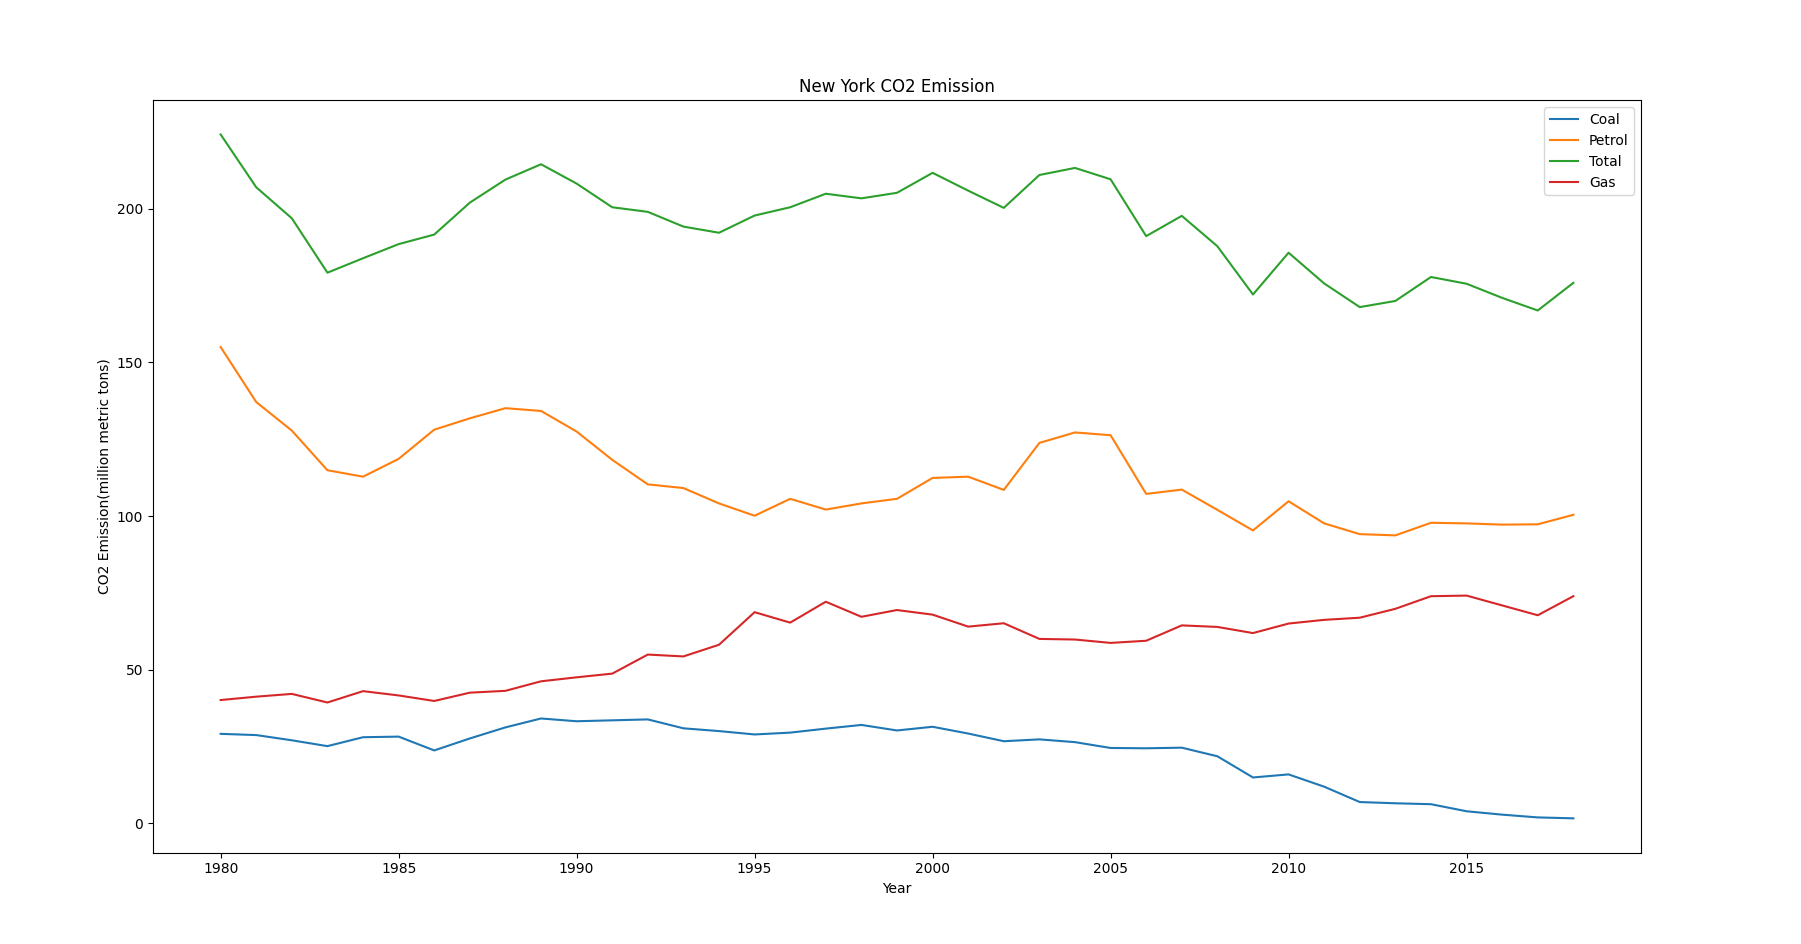 New York CO2 Emission
Coal
Petrol
Total
Gas
CO2 Emission(million metric tons)
200
150
100
50
0
1980 1985 1990 1995 2000 2005 2010 2015
Year